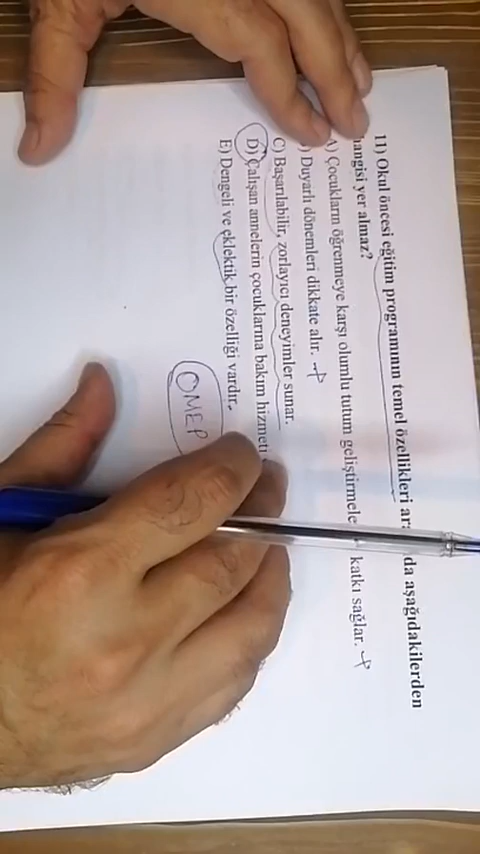 11) Okul öncesi eğitim programının temel özellikleri da aşağıdakilerden
hangisi yer almaz?
A) Çocukların öğrenmeye karşı olumlu tutum geliştirmele katkı sağlar. +
) Duyarlı dönemleri dikkate alır. +
C) Başarılabilir, zorlayıcı deneyimler sunar.
D) Çalışan annelerin çocuklarına bakım hizmeti
E) Dengeli ve eklektik bir özelliği vardır.
OMEP